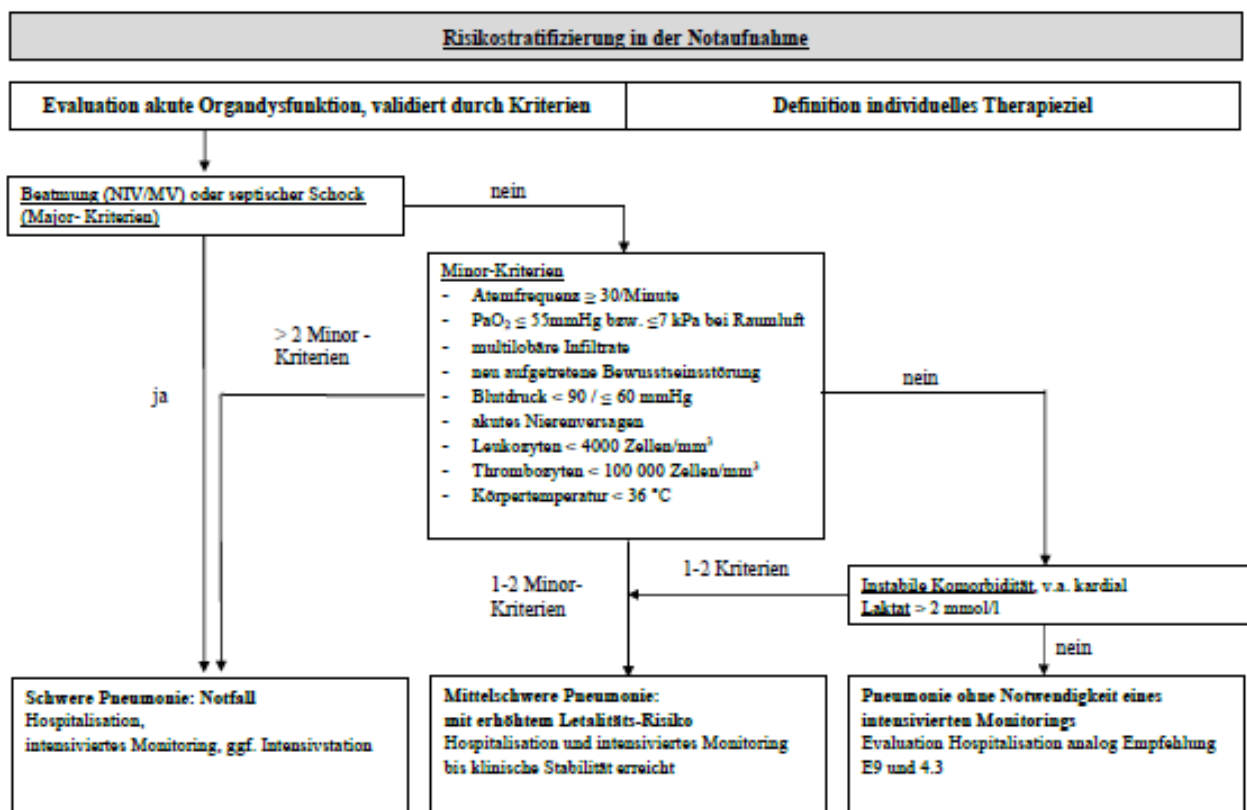 Risikostratifizierung in der Notaufnahme
Evaluation akute Organdysfunktion, validiert durch Kriterien
Definition individuelles Therapieziel
Beatmung (NIV/MV) oder septischer Schock
(Major- Kriterien)
nein
Minor-Kriterien
- Atemfrequenz ≥ 30/Minute
- PaO₂ ≤ 55mmHg bzw. ≤7 kPa bei Raumluft
- multilobäre Infiltrate
- neu aufgetretene Bewusstseinsstörung
- Blutdruck < 90 / ≤ 60 mmHg
- akutes Nierenversagen
- Leukozyten < 4000 Zellen/mm³
- Thrombozyten < 100 000 Zellen/mm³
- Körpertemperatur < 36 °C
> 2 Minor -
Kriterien
ja
nein
1-2 Minor-
Kriterien
1-2 Kriterien
Instabile Komorbidität, v.a. kardial
Laktat > 2 mmol/l
nein
Schwere Pneumonie: Notfall
Hospitalisation,
intensiviertes Monitoring, ggf. Intensivstation
Mittelschwere Pneumonie:
mit erhöhtem Letalitäts-Risiko
Hospitalisation und intensiviertes Monitoring
bis klinische Stabilität erreicht
Pneumonie ohne Notwendigkeit eines
intensivierten Monitorings
Evaluation Hospitalisation analog Empfehlung
E9 und 4.3